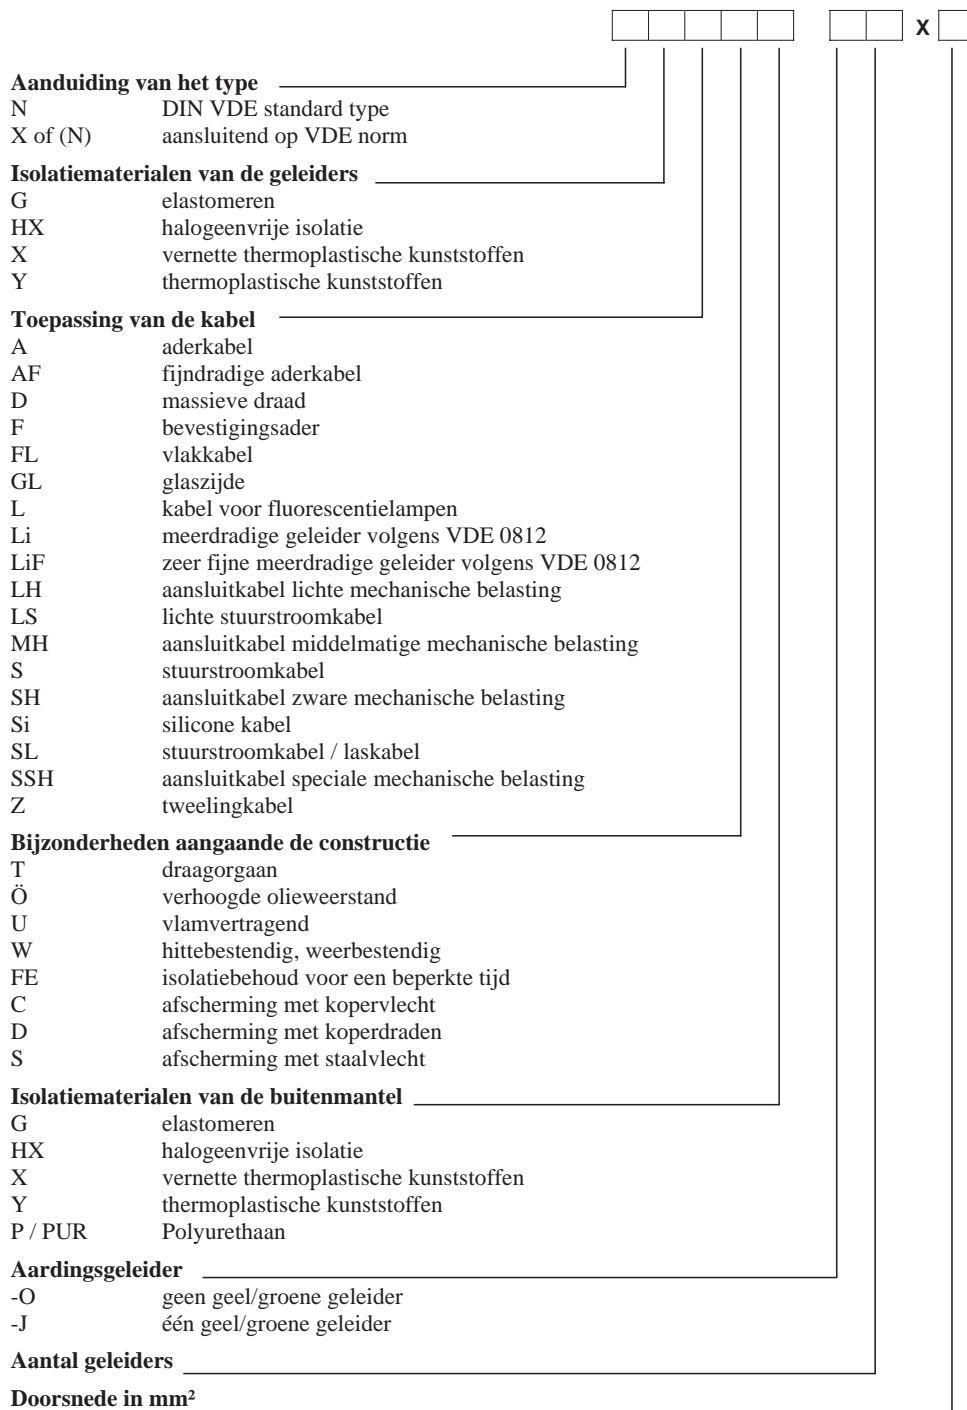 X
Aanduiding van het type
N DIN VDE standard type
X of (N) aansluitend op VDE norm
Isolatiematerialen van de geleiders
G elastomeren
HX halogeenvrije isolatie
X vernette thermoplastische kunststoffen
Y thermoplastische kunststoffen
Toepassing van de kabel
A aderkabel
AF fijndradige aderkabel
D massieve draad
F bevestigingsader
FL vlakkabel
GL glaszijde
L kabel voor fluorescentielampen
Li meerdradige geleider volgens VDE 0812
LiF zeer fijne meerdradige geleider volgens VDE 0812
LH aansluitkabel lichte mechanische belasting
LS lichte stuurstroomkabel
MH aansluitkabel middelmatige mechanische belasting
S stuurstroomkabel
SH aansluitkabel zware mechanische belasting
Si silicone kabel
SL stuurstroomkabel / laskabel
SSH aansluitkabel speciale mechanische belasting
Z tweelingkabel
Bijzonderheden aangaande de constructie
T draagorgaan
Ö verhoogde olieweerstand
U vlamvertragend
W hittebestendig, weerbestendig
FE isolatiebehoud voor een beperkte tijd
C afscherming met kopervlecht
D afscherming met koperdraden
S afscherming met staalvlecht
Isolatiematerialen van de buitenmantel
G elastomeren
HX halogeenvrije isolatie
X vernette thermoplastische kunststoffen
Y thermoplastische kunststoffen
P / PUR Polyurethaan
Aardingsgeleider
-O geen geel/groene geleider
-J één geel/groene geleider
Aantal geleiders
Doorsnede in mm²